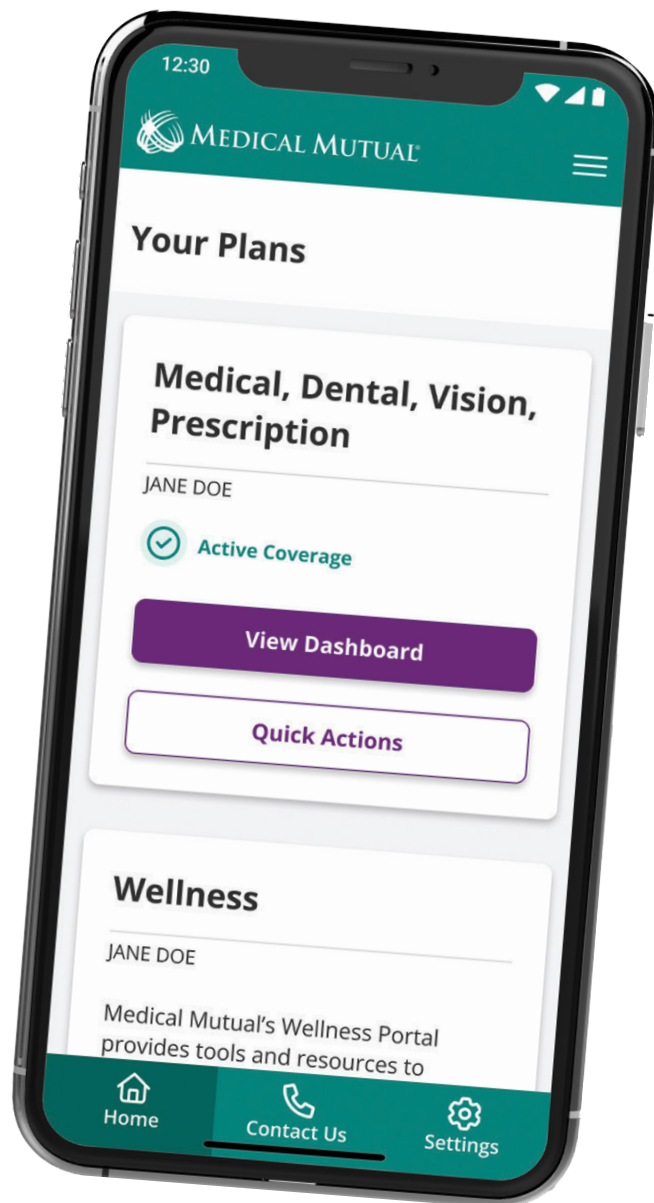 12:30
MEDICAL MUTUAL®
Your Plans
Medical, Dental, Vision,
Prescription
JANE DOE
Active Coverage
View Dashboard
Quick Actions
Wellness
JANE DOE
Medical Mutual’s Wellness Portal
provides tools and resources to
Home
Contact Us
Settings